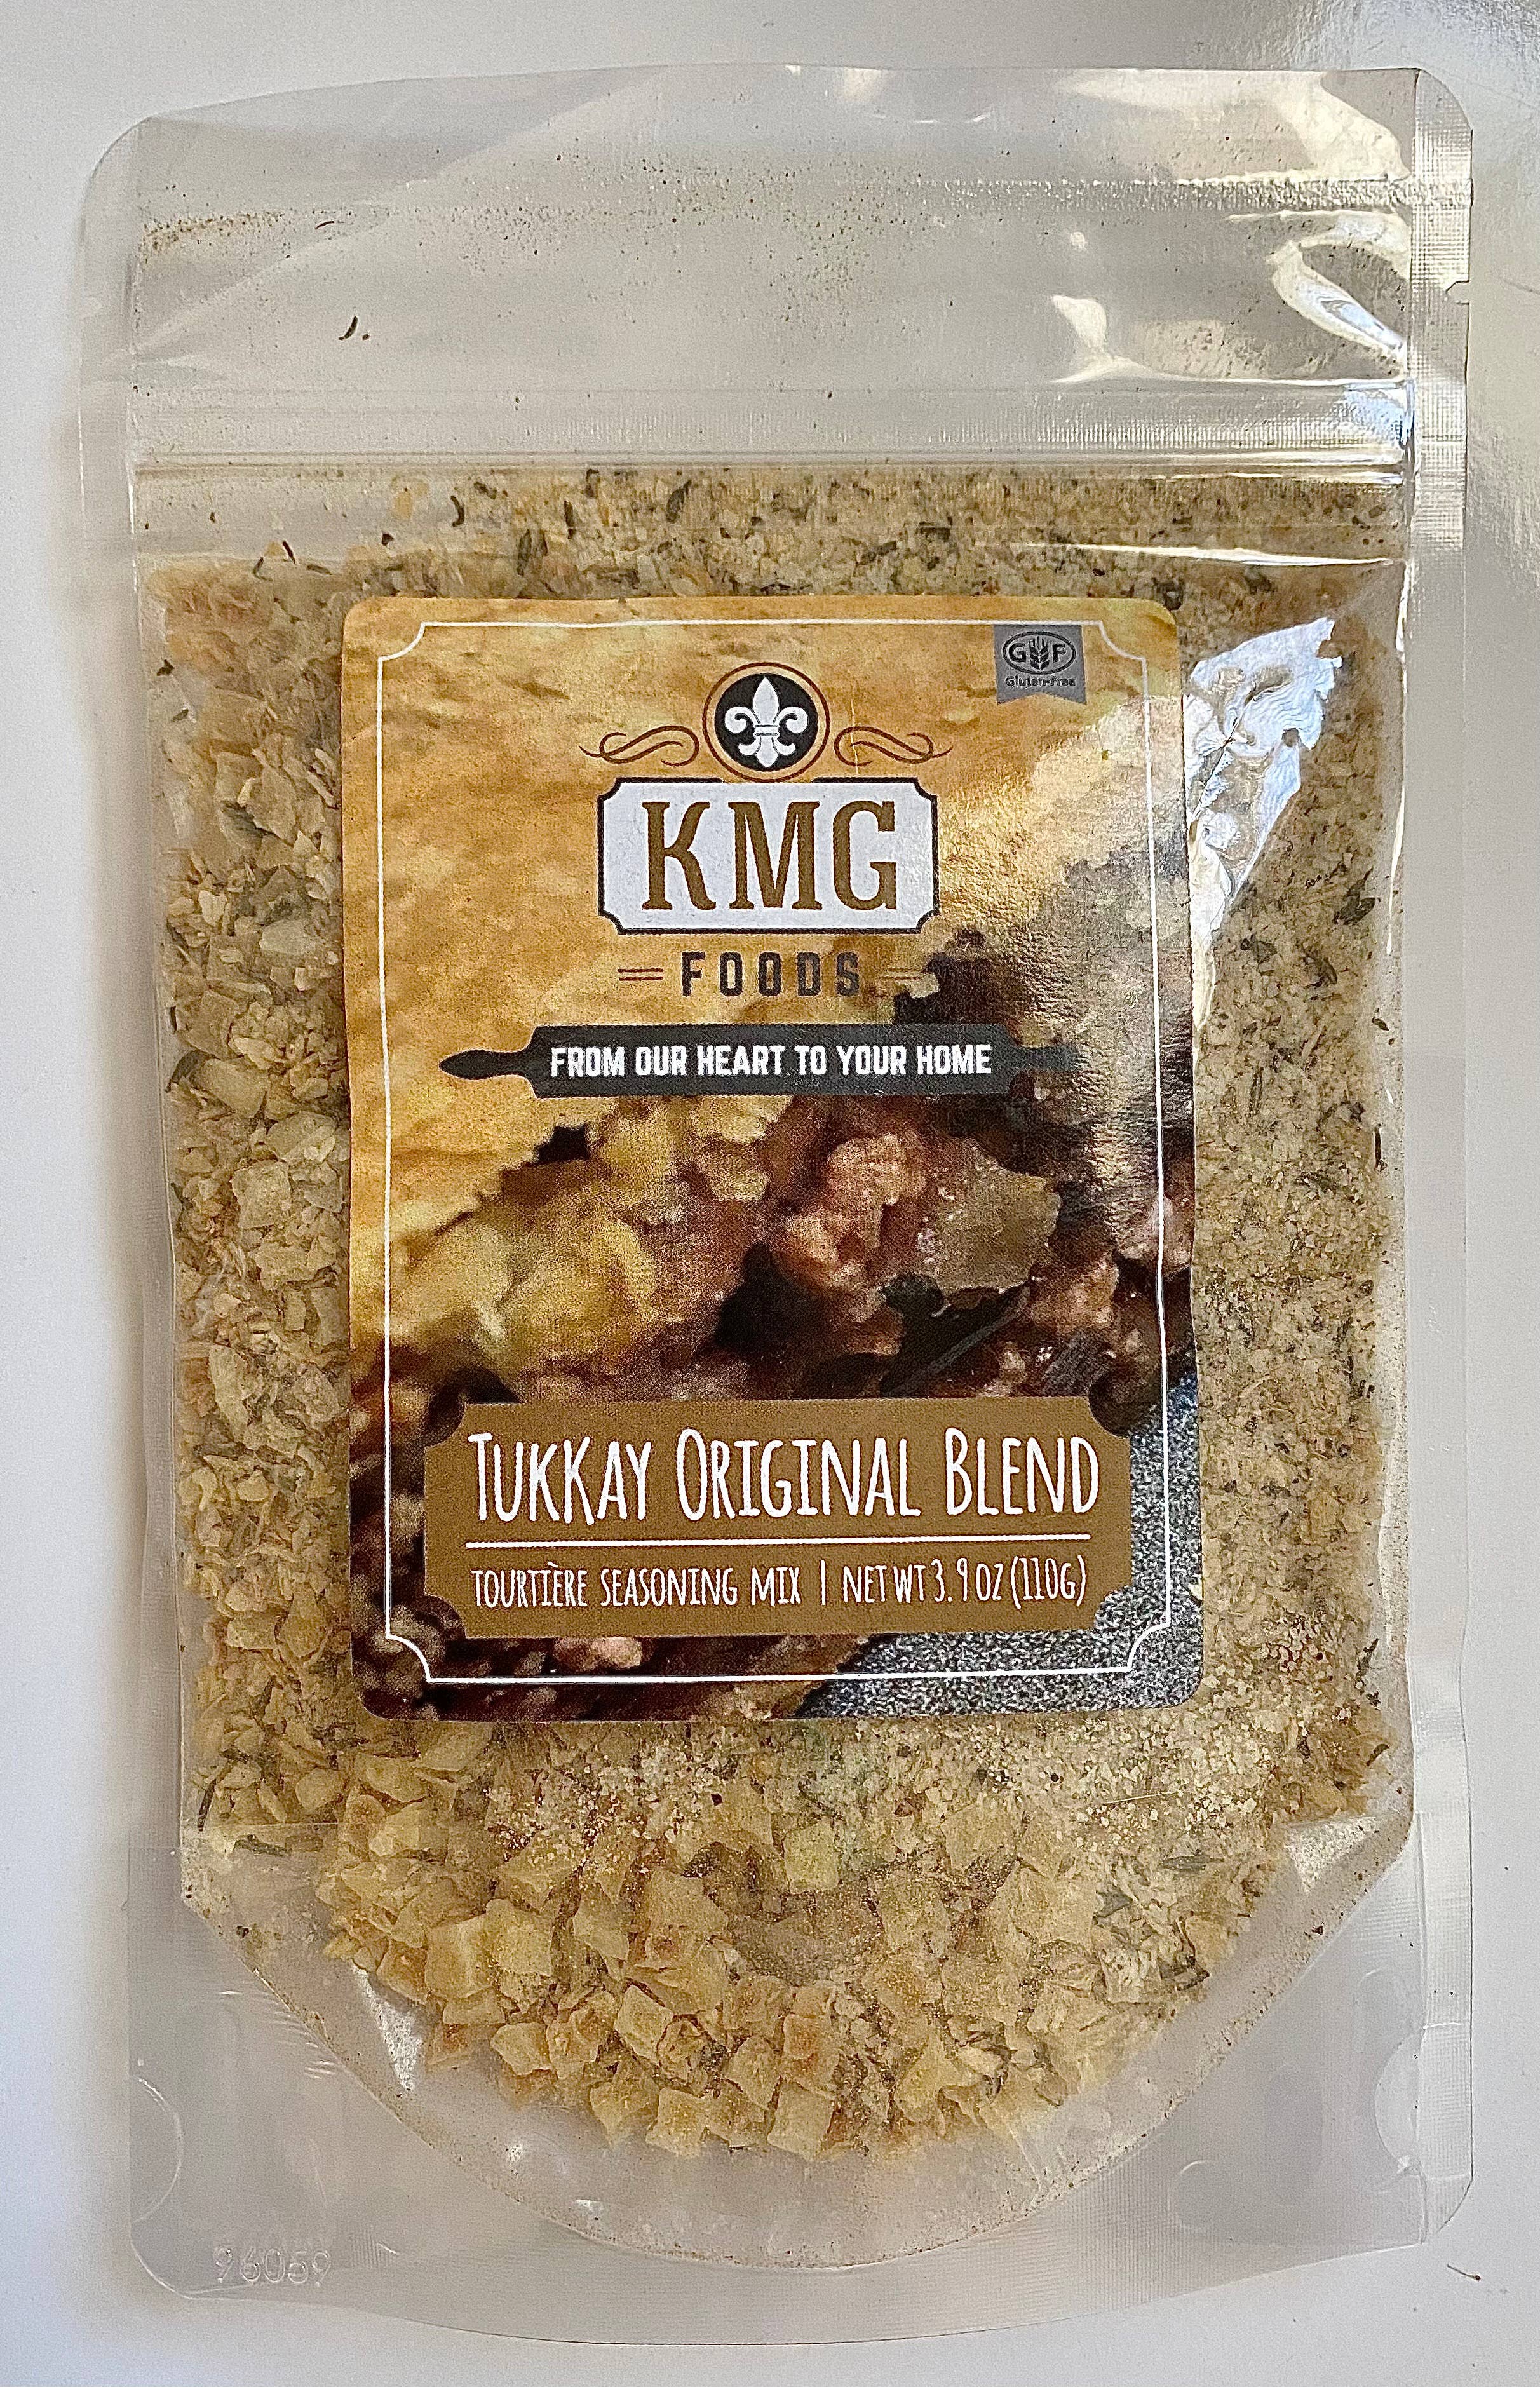 GF
Gluten-Free
KMG
FOODS
FROM OUR HEART TO YOUR HOME
TUKKAY ORIGINAL BLEND
TOURTIÈRE SEASONING MIX | NET WT 3.9 OZ (110G)
96059